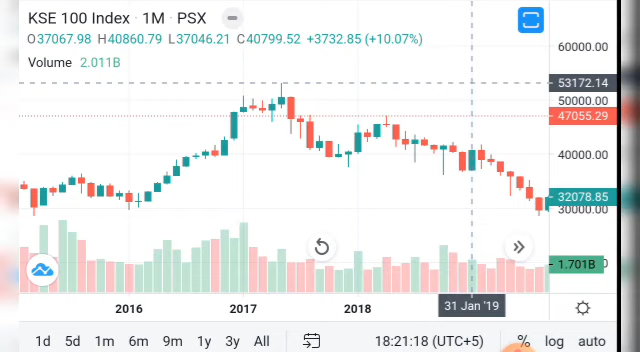 KSE 100 Index · 1M · PSX
O37067.98 H40860.79 L37046.21 C40799.52 +3732.85 (+10.07%)
Volume 2.011B
60000.00
53172.14
50000.00
47055.29
40000.00
32078.85
30000.00
1.701B
2016 2017 2018 31 Jan '19
1d 5d 1m 6m 9m 1y 3y All 18:21:18 (UTC+5) % log auto